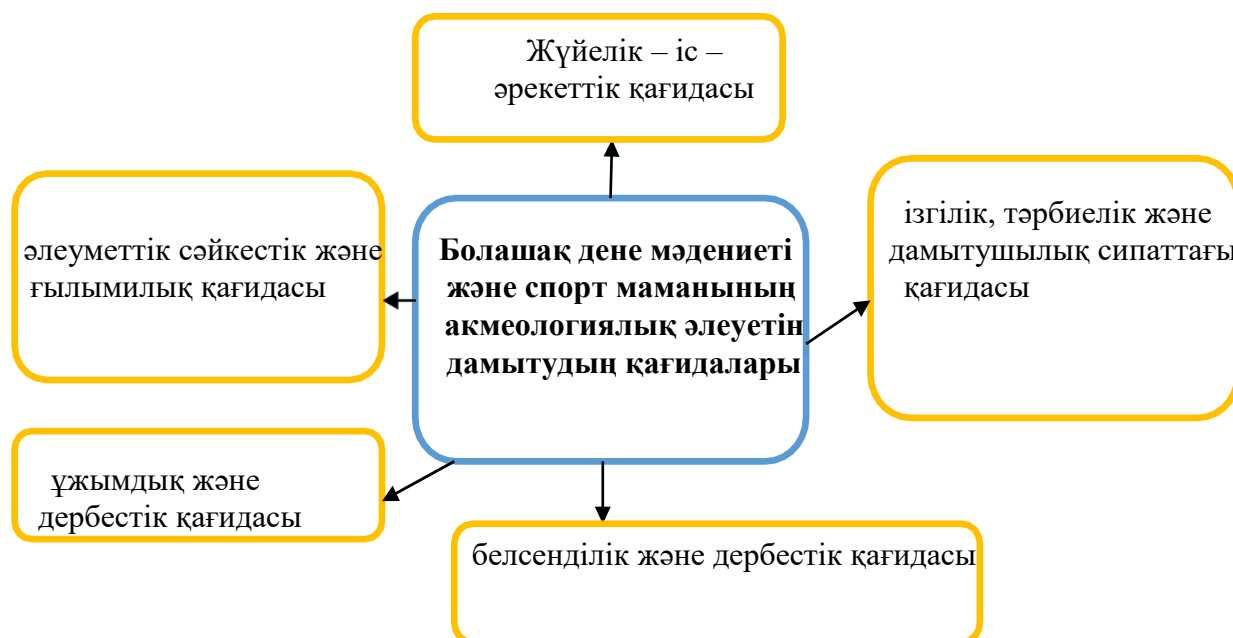 Жүйелік – іс –
әрекеттік қағидасы
әлеуметтік сәйкестік және
ғылымилық қағидасы
Болашақ дене мәдениеті
және спорт маманының
акмеологиялық әлеуетін
дамытудың қағидалары
ізгілік, тәрбиелік және
дамытушылық сипаттағы
қағидасы
ұжымдық және
дербестік қағидасы
белсенділік және дербестік қағидасы